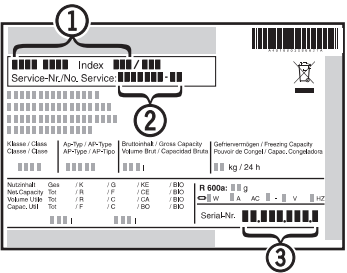 1
Index /
Service-Nr./No. Service: -
2
Klasse / Class
Classe / Clase
Ap-Typ / AP-Type
AP-Type / AP-Tipo
Bruttoinhalt / Gross Capacity
Volume Brut / Capacidad Bruta
Gefriervermögen / Freezing Capacity
Pouvoir de Congel. / Capac. Congeladora
l
kg / 24 h
Nutzinhalt Ges / K / G / KE / BIO
Net.Capacity Tot / R / F / CE / BIO
Volume Utile Tot / R / C / CA / BIO
Capac. Util Tot / F / C / BO / BIO
l l
R 600a: g
W A AC - V HZ
Serial-Nr. . . .
3